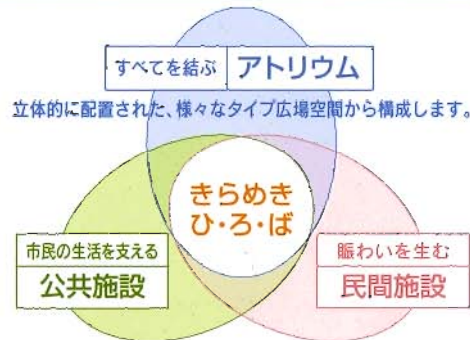 すべてを結ぶ アトリウム
立体的に配置された、様々なタイプ広場空間から構成します。
きらめき
ひ・ろ・ば
市民の生活を支える
公共施設
賑わいを生む
民間施設